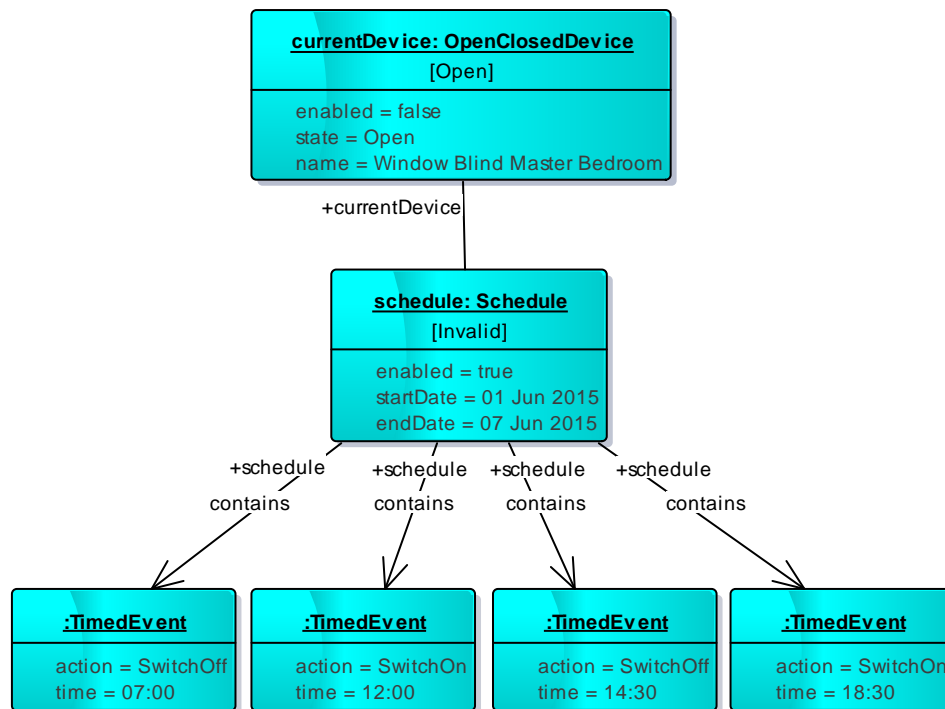 currentDevice: OpenClosedDevice
[Open]
enabled = false
state = Open
name = Window Blind Master Bedroom
+currentDevice
schedule: Schedule
[Invalid]
enabled = true
startDate = 01 Jun 2015
endDate = 07 Jun 2015
+schedule +schedule +schedule +schedule
contains contains contains contains
:TimedEvent :TimedEvent :TimedEvent :TimedEvent
action = SwitchOff action = SwitchOn action = SwitchOff action = SwitchOn
time = 07:00 time = 12:00 time = 14:30 time = 18:30